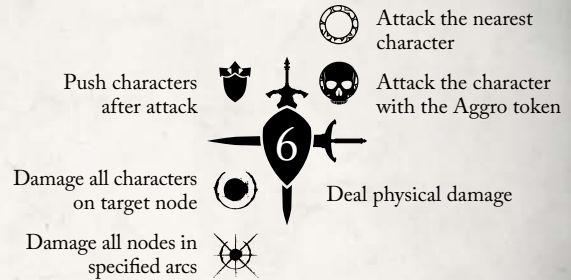 Attack the nearest
character
Push characters
after attack
Attack the character
with the Aggro token
6
Damage all characters
on target node
Deal physical damage
Damage all nodes in
specified arcs